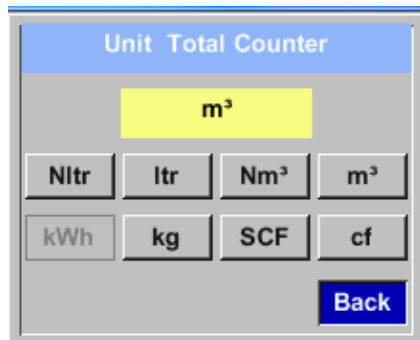 Unit Total Counter
m³
Nltr ltr Nm³ m³
kWh kg SCF cf
Back